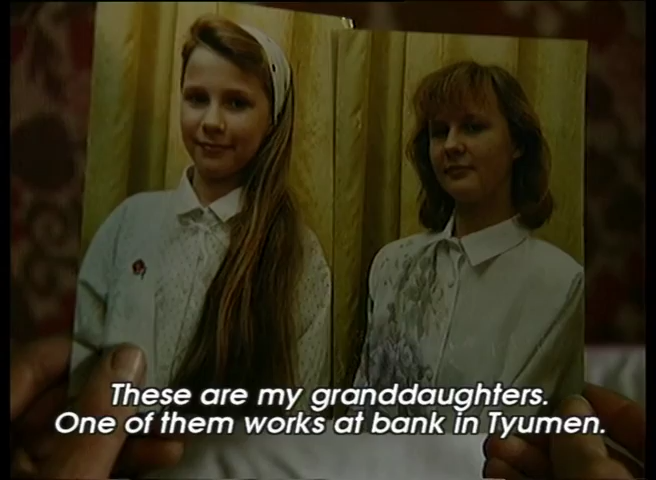 These are my granddaughters.
One of them works at bank in Tyumen.